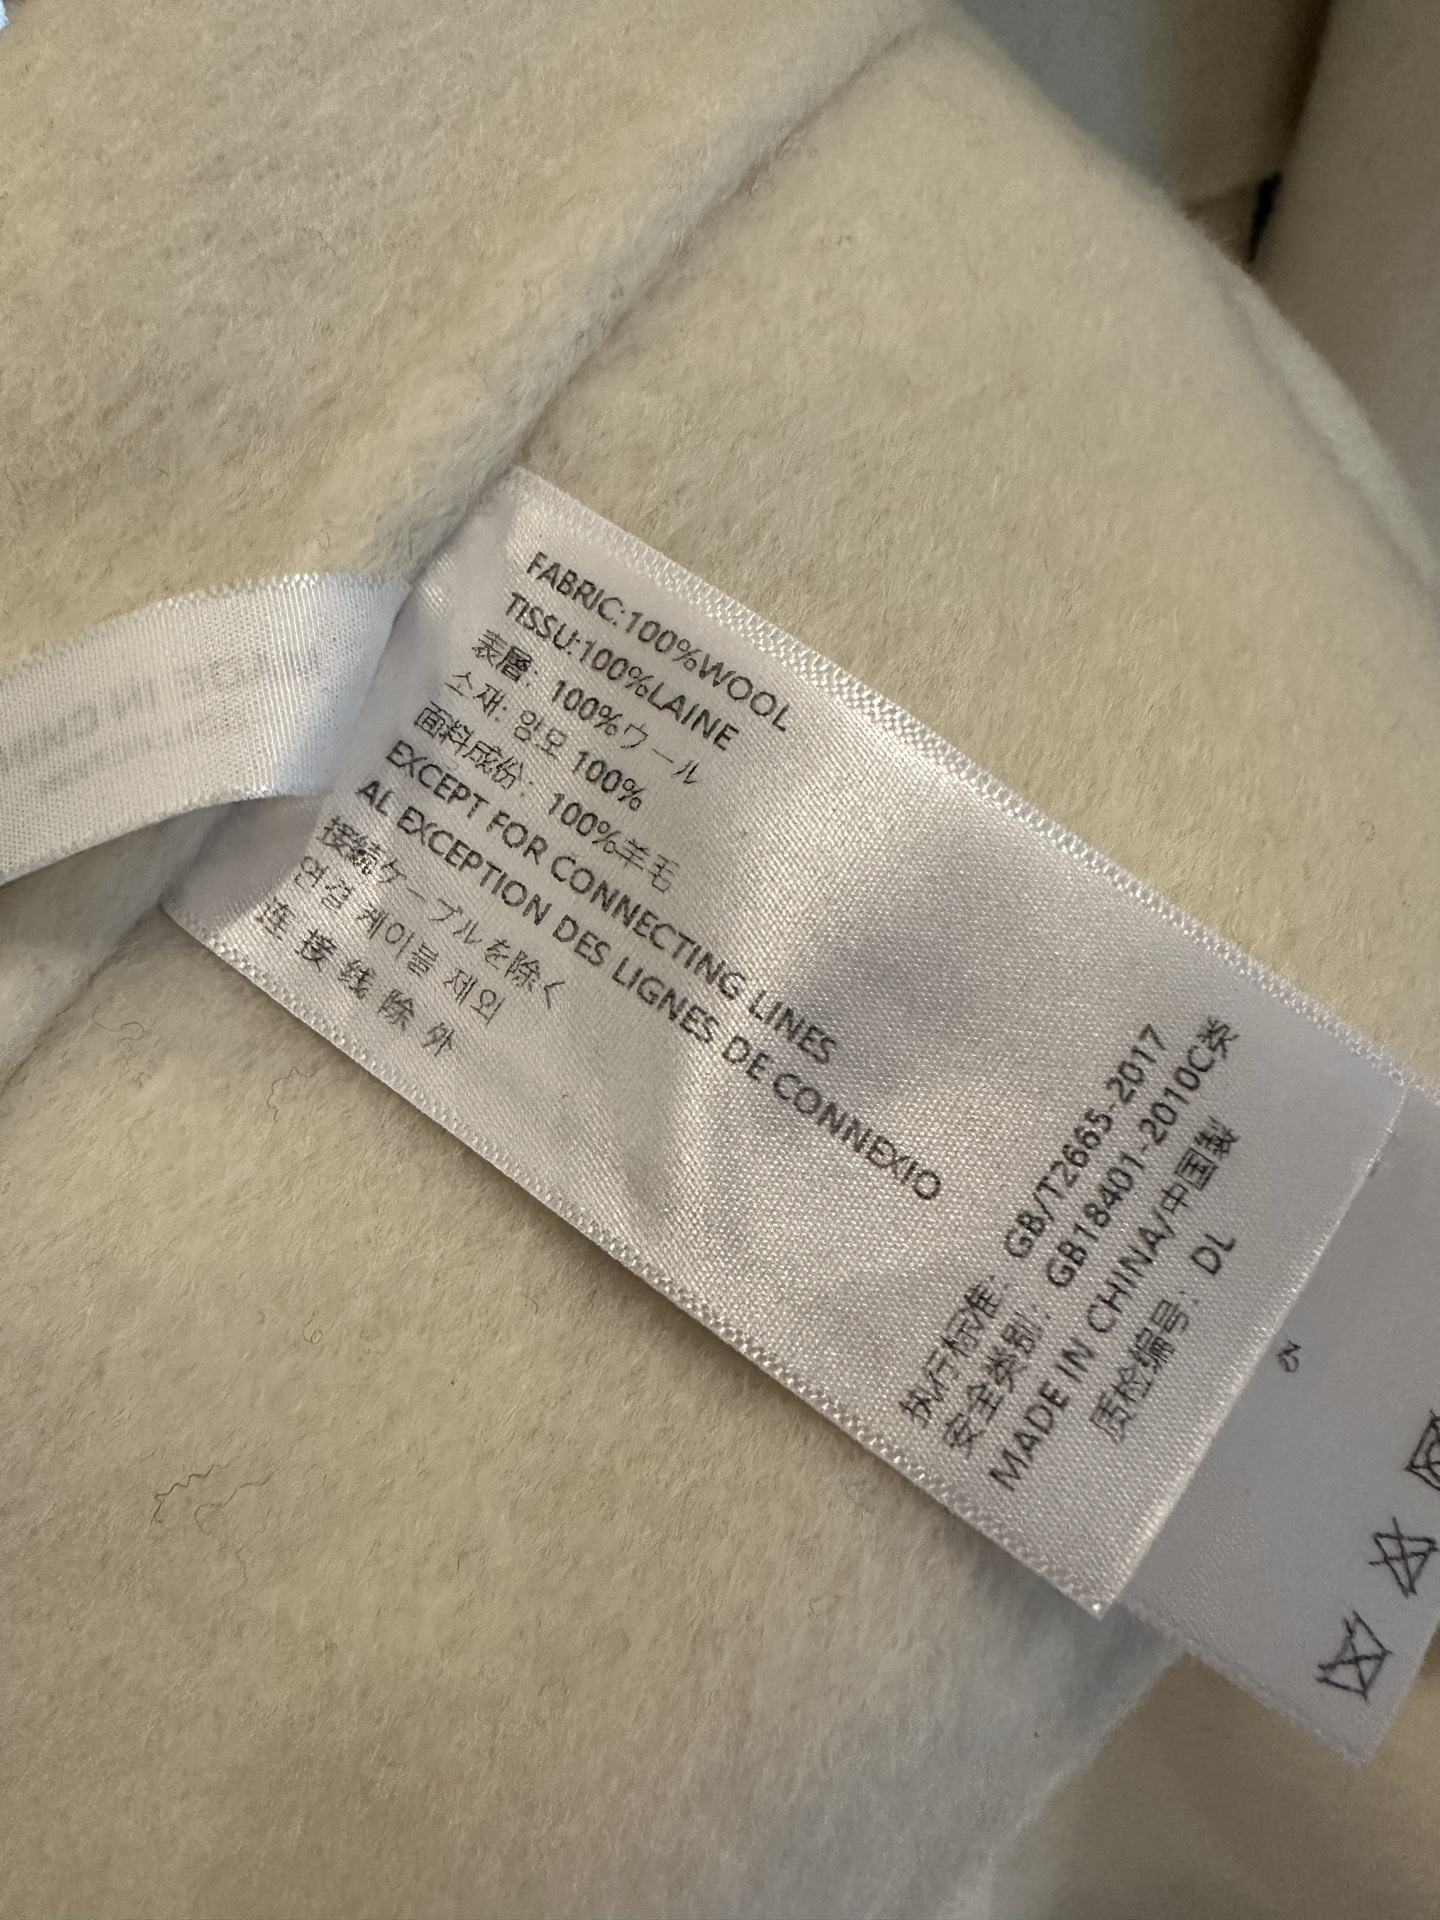 FABRIC:100%WOOL
TISSU:100%LAINE
表層: 100%ウール
소재: 양모 100%
面料成份: 100%羊毛
EXCEPT FOR CONNECTING LINES
AL EXCEPTION DES LIGNES DE CONNEXIO
接続ケーブルを除く
연결 케이블 제외
连接线除外
执行标准: GB/T2665-2017
安全类别: GB18401-2010C类
MADE IN CHINA/中国製
质检编号: DL